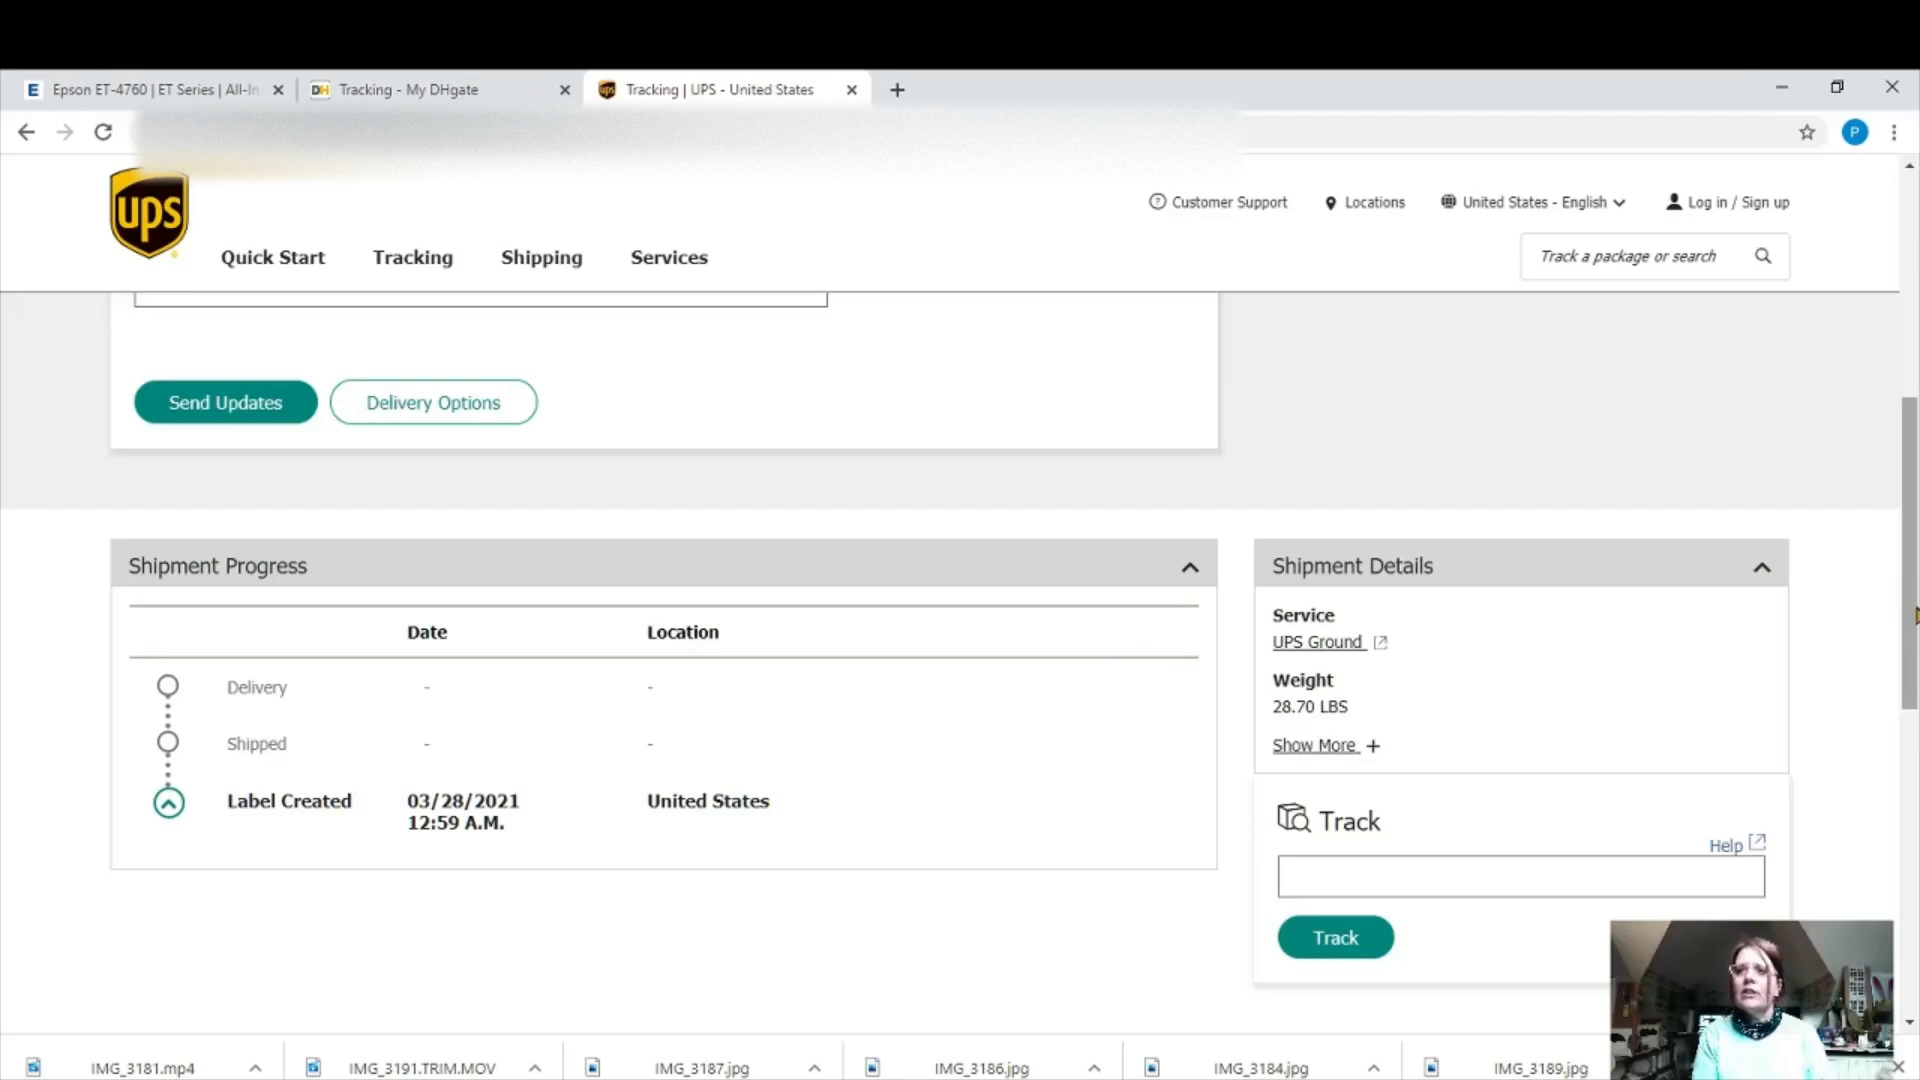 Epson ET-4760 | ET Series | All-In
Tracking - My DHgate
Tracking | UPS - United States
P
ups
Customer Support
Locations
United States - English
Log in / Sign up
Quick Start
Tracking
Shipping
Services
Track a package or search
Send Updates
Delivery Options
Shipment Progress
Date
Location
Delivery - -
Shipped - -
Label Created 03/28/2021 United States
12:59 A.M.
Shipment Details
Service
UPS Ground
Weight
28.70 LBS
Show More +
Track
Help
Track
IMG_3181.mp4
IMG_3191.TRIM.MOV
IMG_3187.jpg
IMG_3186.jpg
IMG_3184.jpg
IMG_3189.jpg